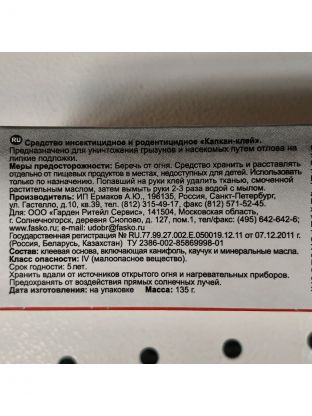 RU Средство инсектицидное и родентицидное «Капкан-клей».
Предназначено для уничтожения грызунов и насекомых путем отлова на
липкие подложки.
Меры предосторожности: Беречь от огня. Средство хранить и расставлять
отдельно от пищевых продуктов в местах, недоступных для детей. Использовать
только по назначению. Попавший на руки клей удалить тканью, смоченной
растительным маслом, затем вымыть руки 2-3 раза водой с мылом.
Производитель: ИП Ермаков А.Ю., 196135, Россия, Санкт-Петербург,
ул. Гастелло, д.10, кв.39, тел. (812) 315-49-17, факс (812) 571-52-45.
Для: ООО «Гарден Ритейл Сервис», 141504, Московская область,
г. Солнечногорск, деревня Снопово, д. 127, пом.1, тел/факс: (495) 642-642-6;
www.fasko.ru; e-mail: udobr@fasko.ru
Государственная регистрация № RU.77.99.27.002.Е.050019.12.11 от 07.12.2011 г.
(Россия, Беларусь, Казахстан) ТУ 2386-002-85869998-01
Состав: клеевая основа, включающая канифоль, каучук и минеральные масла.
Класс опасности: IV (малоопасное вещество).
Срок годности: 5 лет.
Хранить вдали от источников открытого огня и нагревательных приборов.
Предохранять от воздействия прямых солнечных лучей.
Дата изготовления: на упаковке Масса: 135 г.